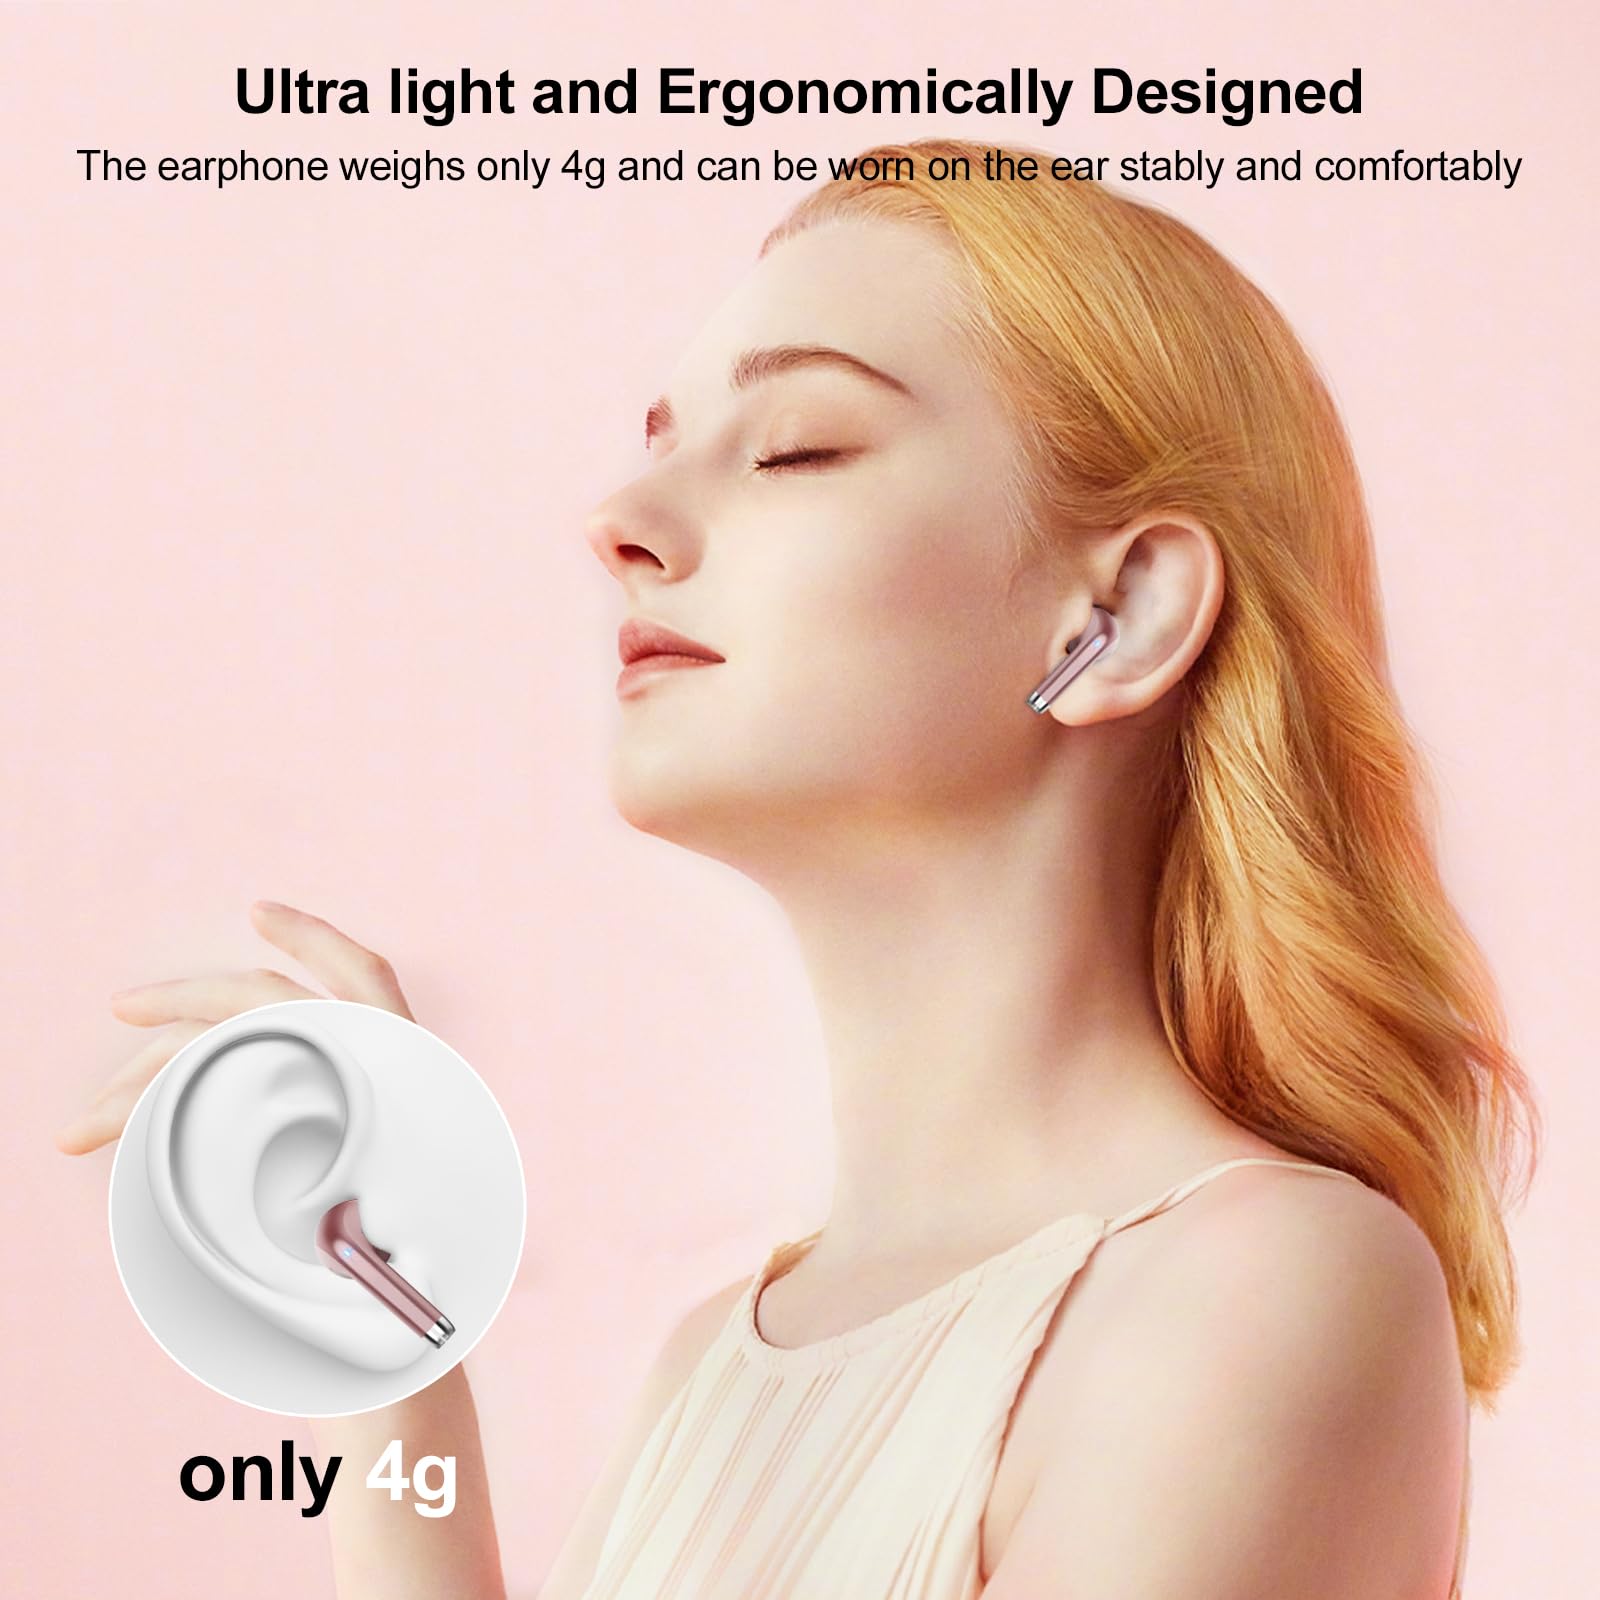 Ultra light and Ergonomically Designed
The earphone weighs only 4g and can be worn on the ear stably and comfortably
only 4g